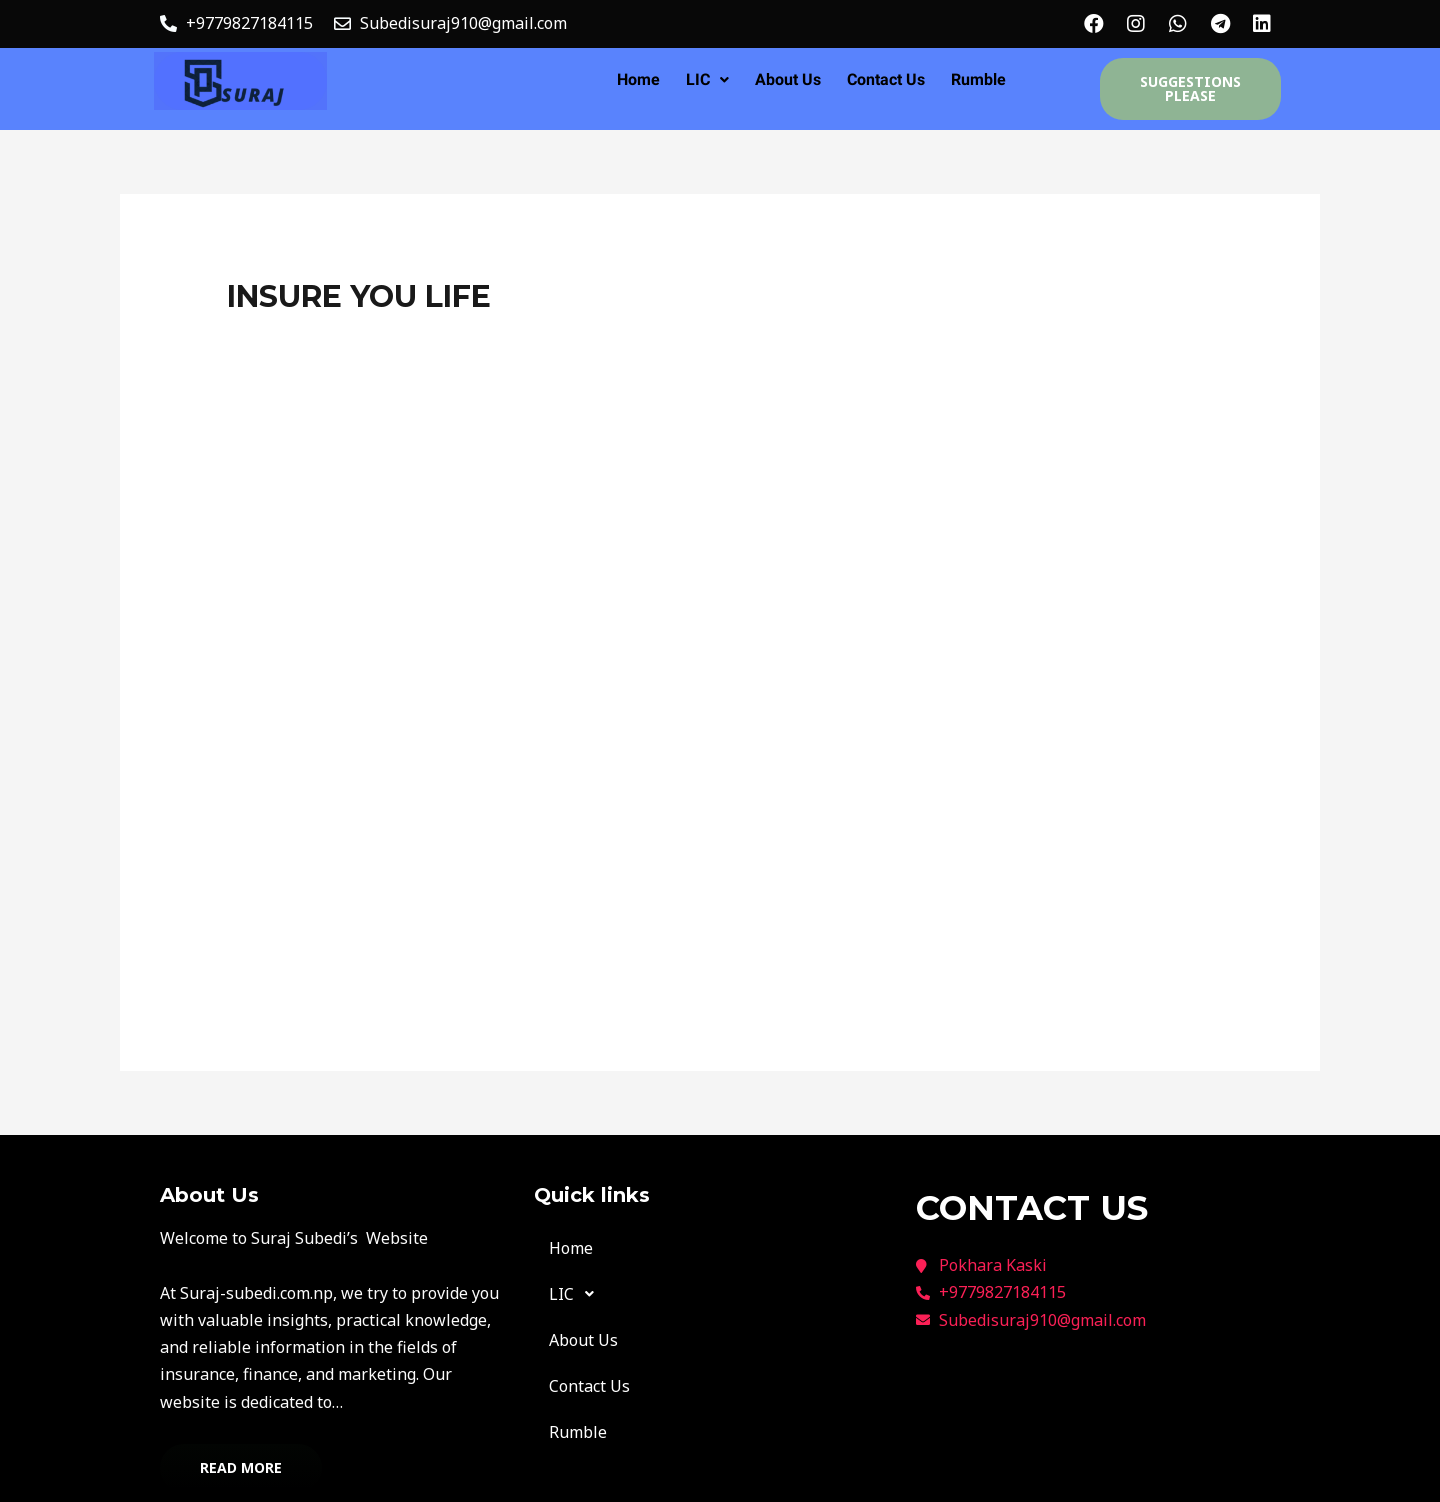 +9779827184115 Subedisuraj910@gmail.com
SURAJ
Home LIC About Us Contact Us Rumble
SUGGESTIONS
PLEASE
INSURE YOU LIFE
About Us
Welcome to Suraj Subedi’s Website
At Suraj-subedi.com.np, we try to provide you
with valuable insights, practical knowledge,
and reliable information in the fields of
insurance, finance, and marketing. Our
website is dedicated to…
READ MORE
Quick links
Home
LIC
About Us
Contact Us
Rumble
CONTACT US
Pokhara Kaski
+9779827184115
Subedisuraj910@gmail.com